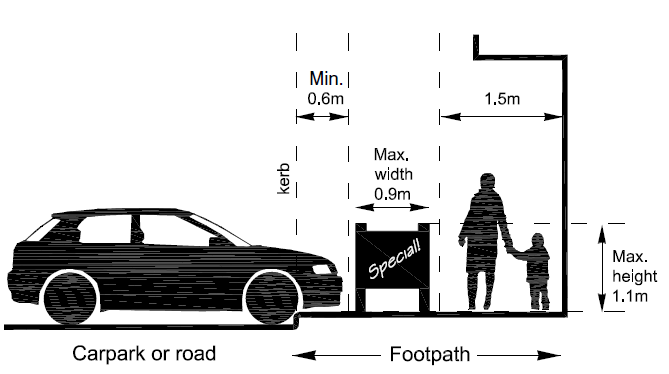 Min.
0.6m
1.5m
kerb
Max.
width
0.9m
Special!
Max.
height
1.1m
Carpark or road
Footpath